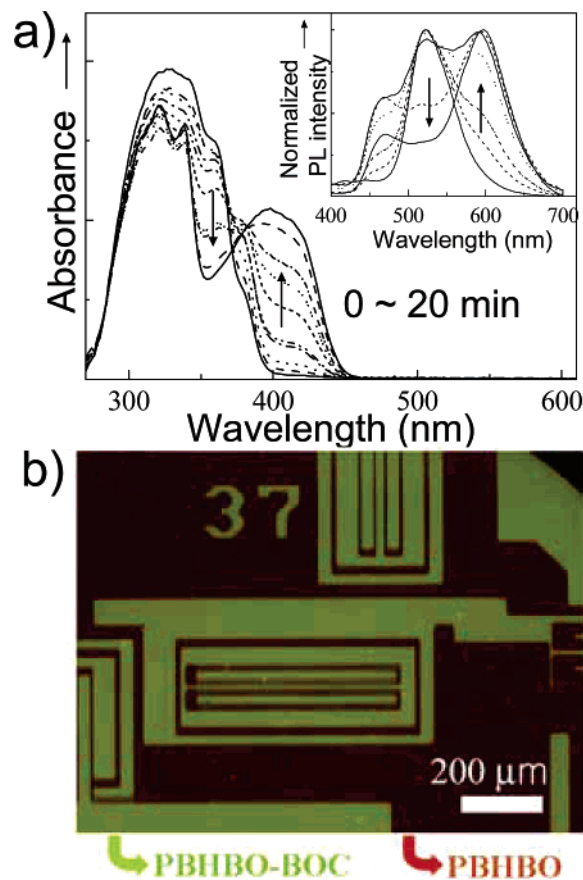 a)
Absorbance
Normalized
PL intensity
400 500 600 700
Wavelength (nm)
0 ~ 20 min
300 400 500 600
Wavelength (nm)
b)
37
200 μm
PBHBO-BOC PBHBO